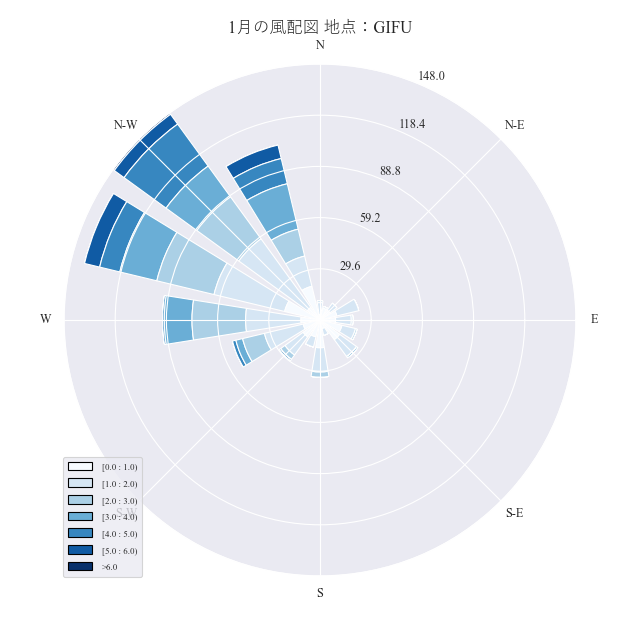 1月の風配図 地点：GIFU
N
148.0
N-W
N-E
118.4
88.8
59.2
29.6
W
E
[0.0 : 1.0)
[1.0 : 2.0)
[2.0 : 3.0)
[3.0 : 4.0)
[4.0 : 5.0)
[5.0 : 6.0)
>6.0
S-W
S-E
S